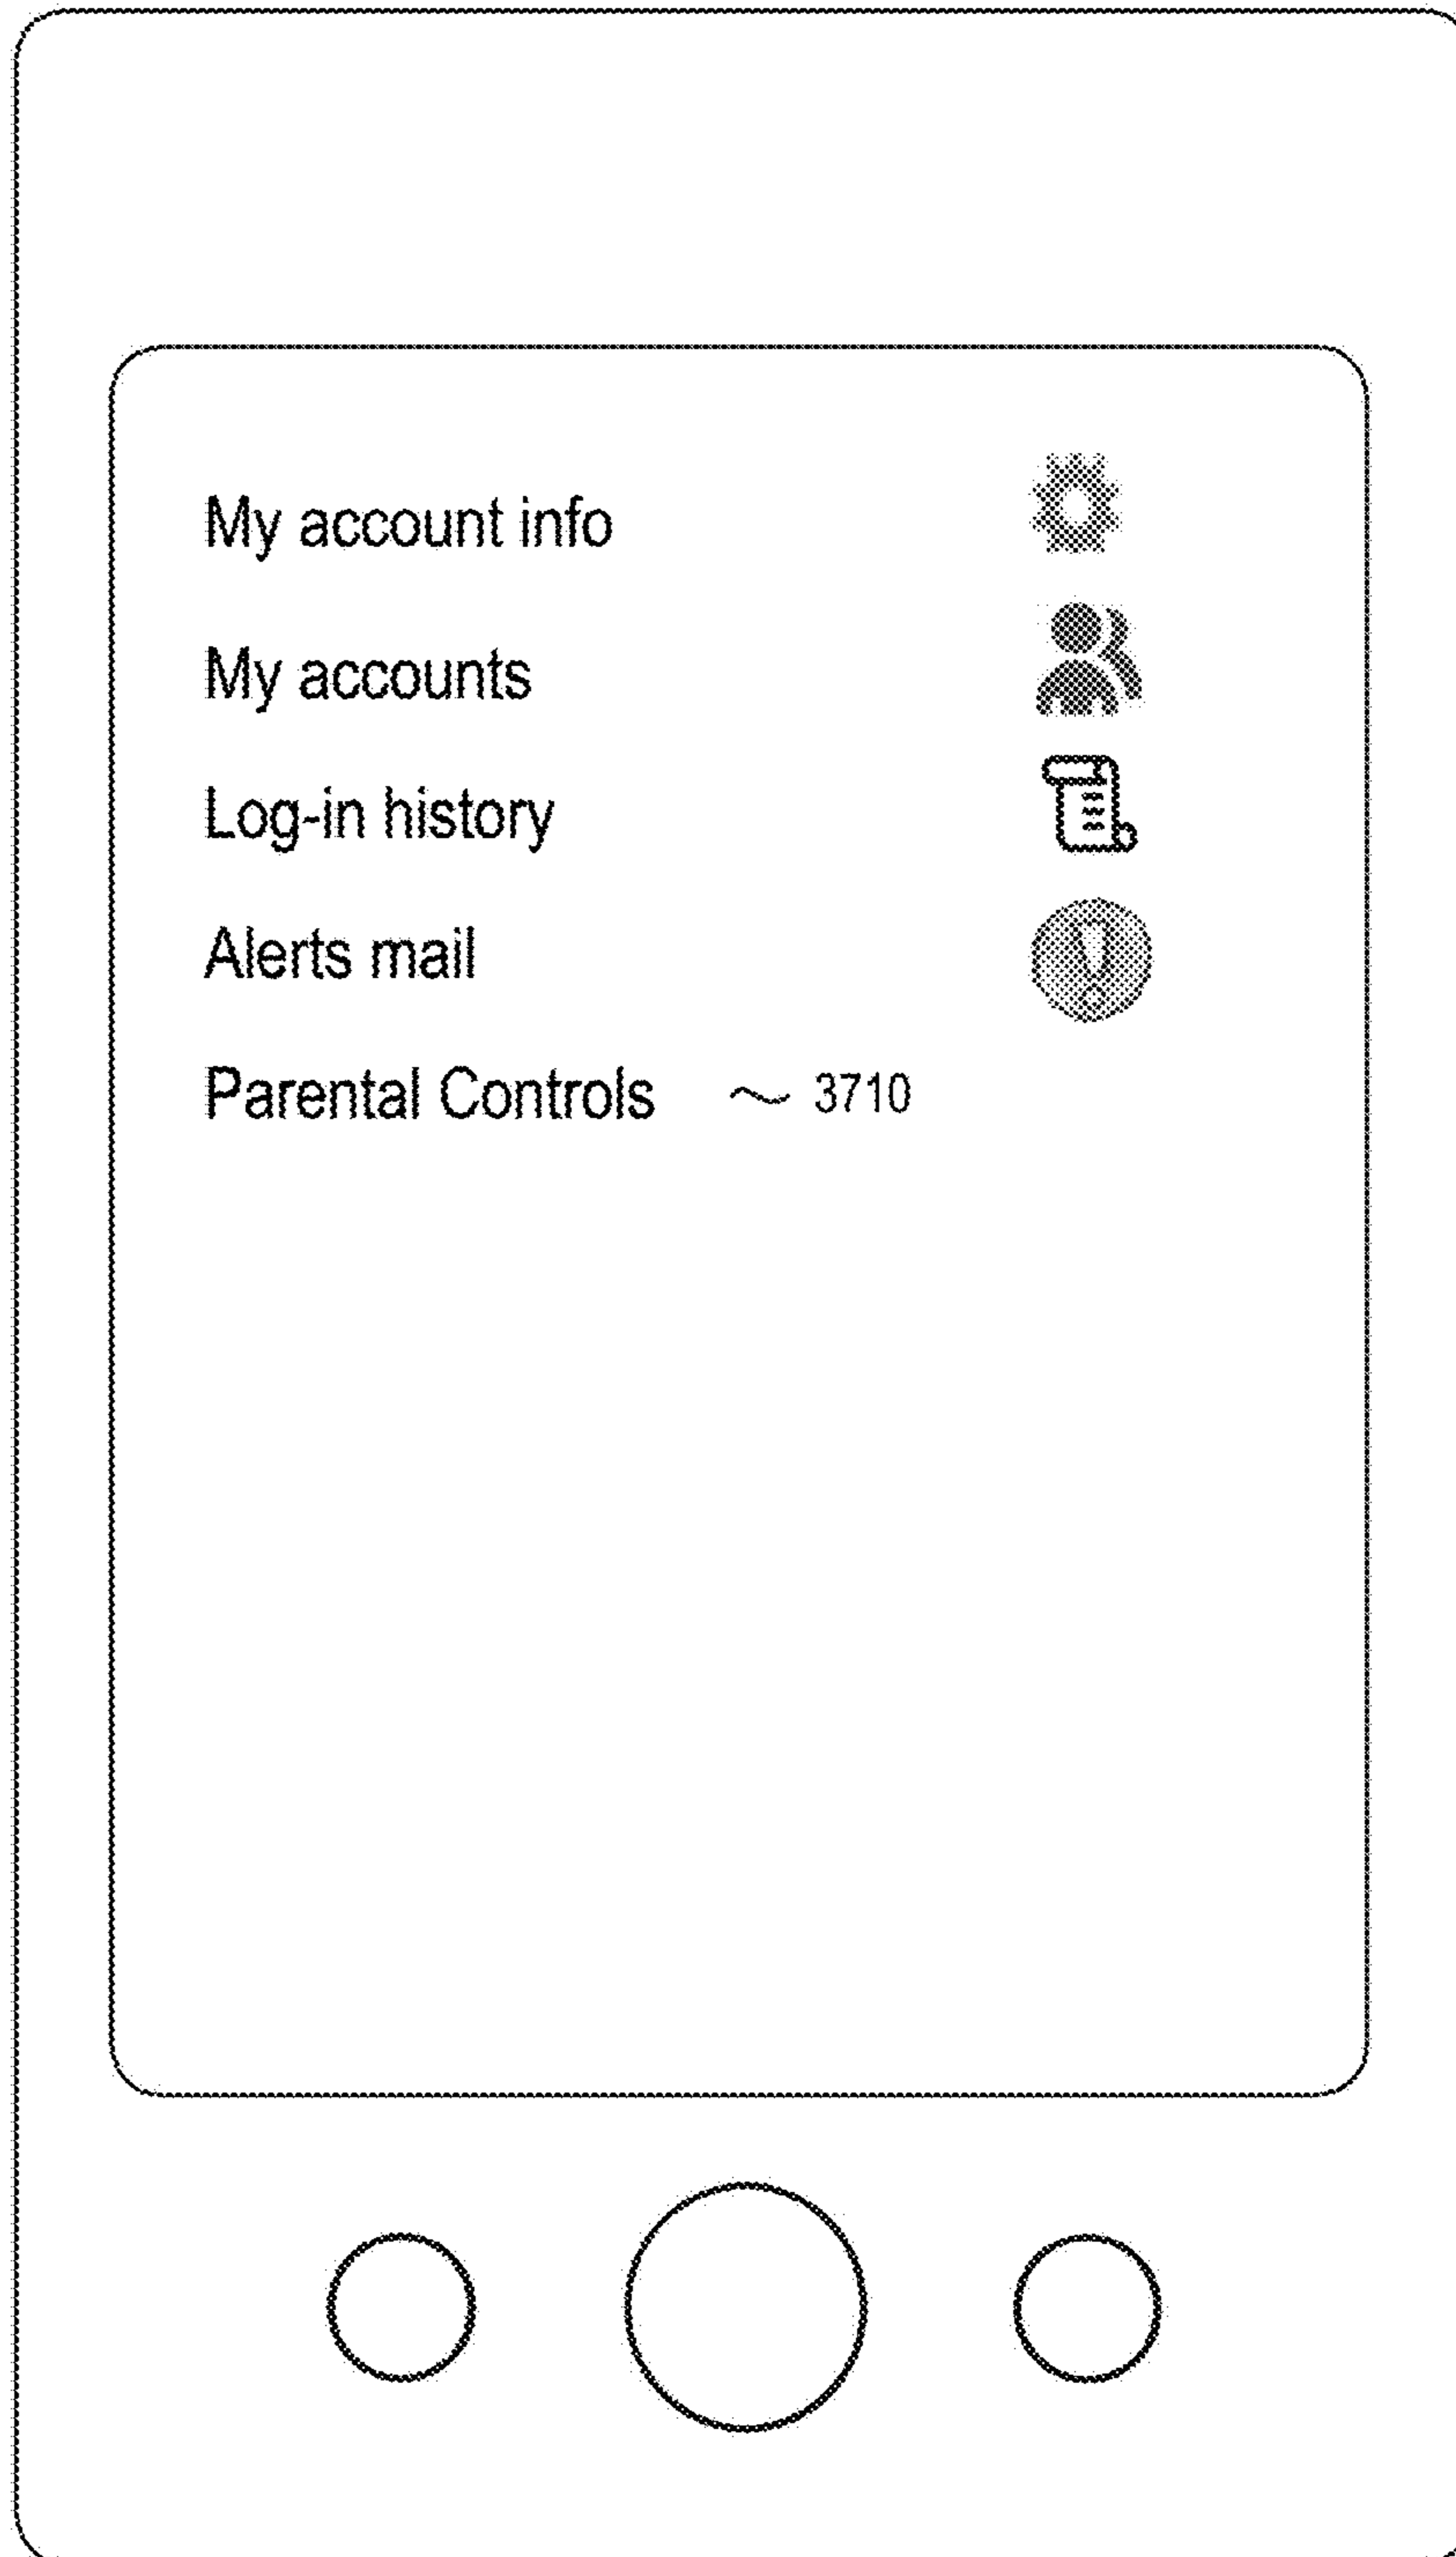 My account info
My accounts
Log-in history
Alerts mail
Parental Controls ~ 3710